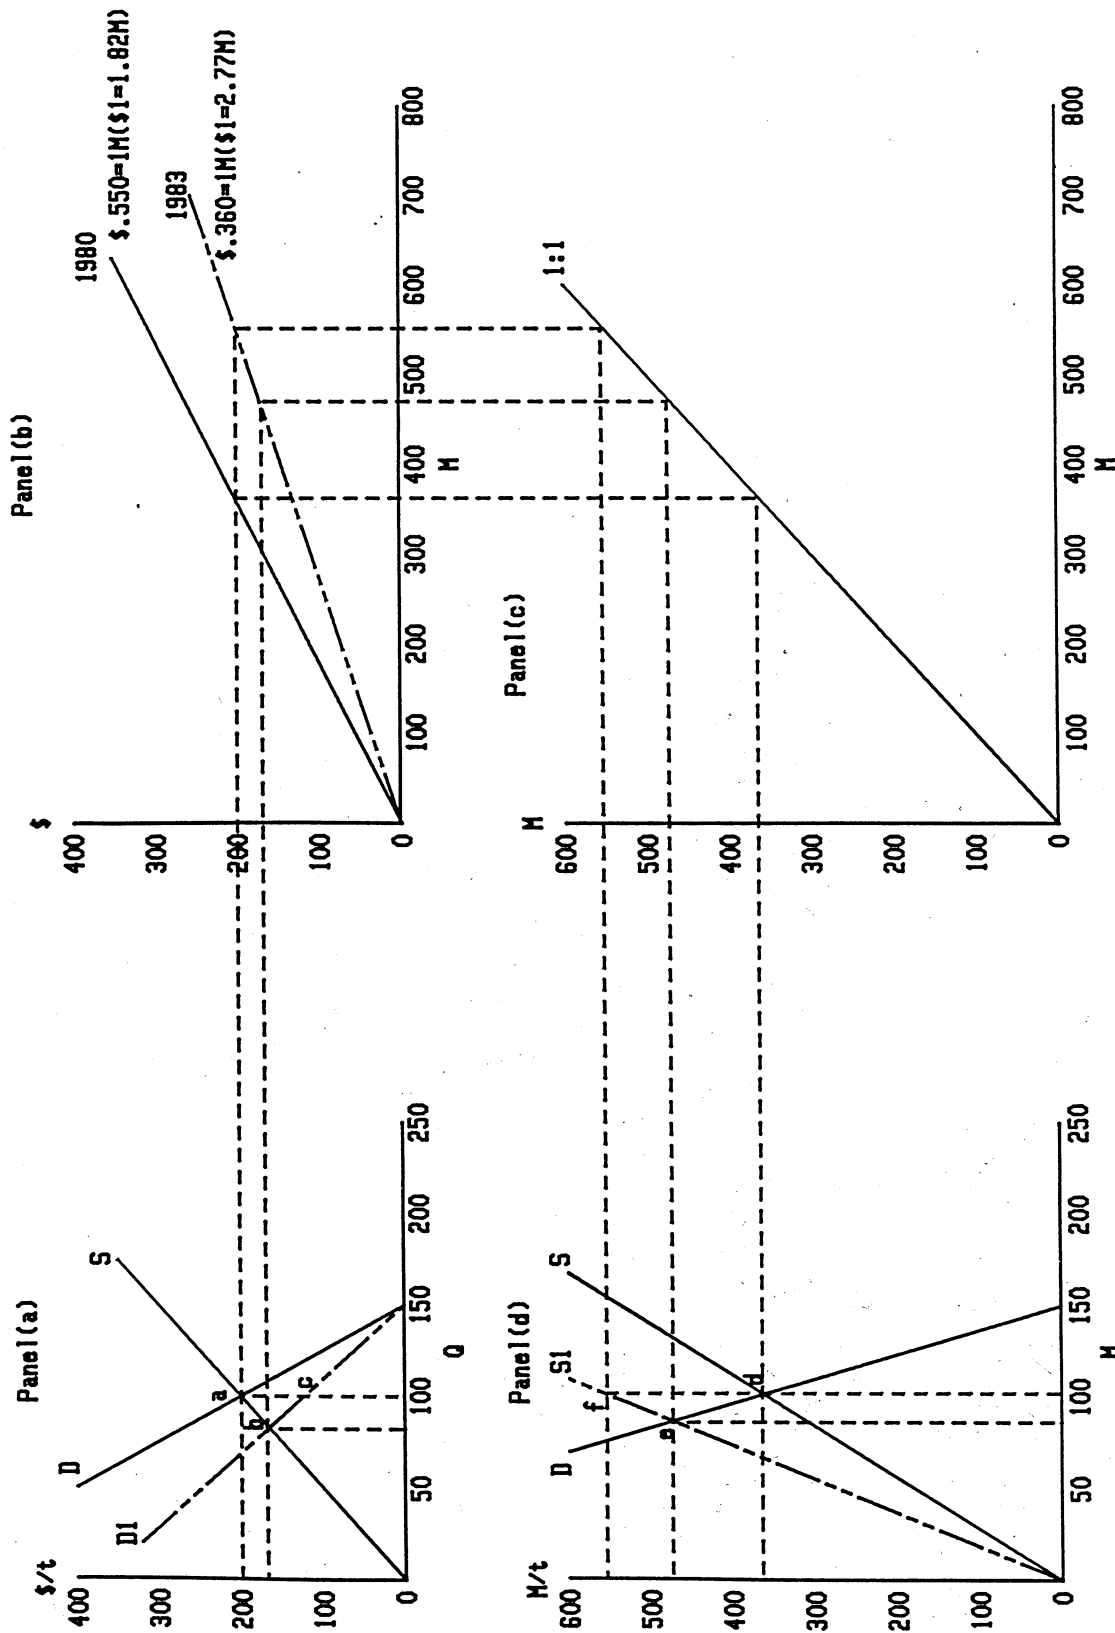 Panel(a)
$/t
400
300
200
100
0
D
D1
S
a
b
c
50
100
150
200
250
Q
Panel(b)
$
400
300
200
100
0
1980
$.550=1M($1=1.82M)
1983
$.360=1M($1=2.77M)
100
200
300
400
500
600
700
800
M
Panel(d)
M/t
600
500
400
300
200
100
0
D
S1
S
f
e
d
50
100
150
200
250
M
Panel(c)
M
600
500
400
300
200
100
0
1:1
100
200
300
400
500
600
700
800
M